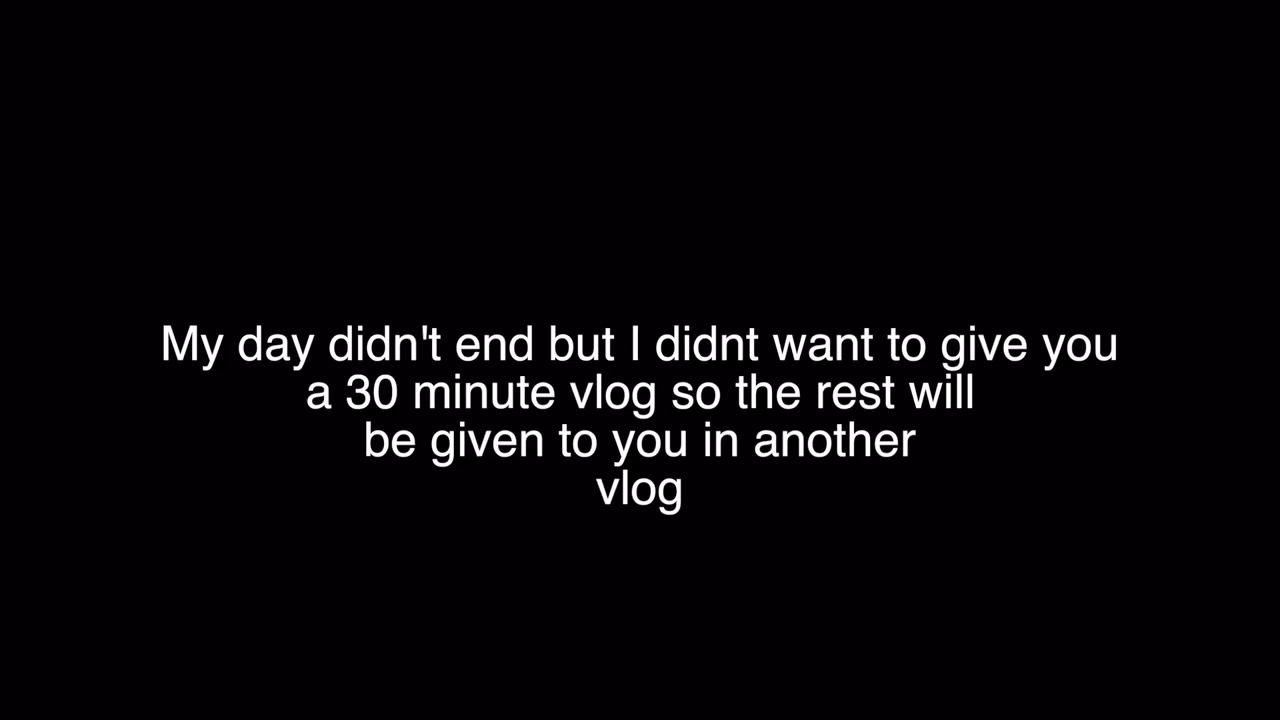 My day didn't end but I didnt want to give you
a 30 minute vlog so the rest will
be given to you in another
vlog